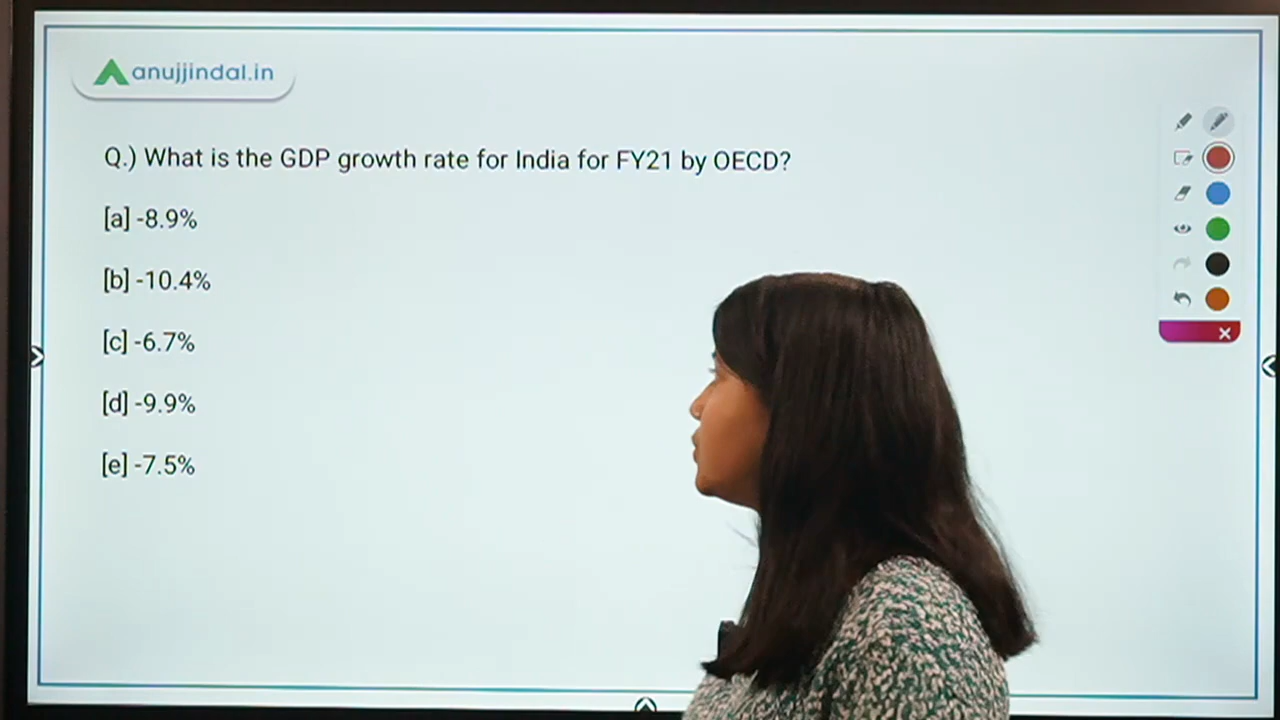 anujjindal.in
Q.) What is the GDP growth rate for India for FY21 by OECD?
[a] -8.9%
[b] -10.4%
[c] -6.7%
[d] -9.9%
[e] -7.5%